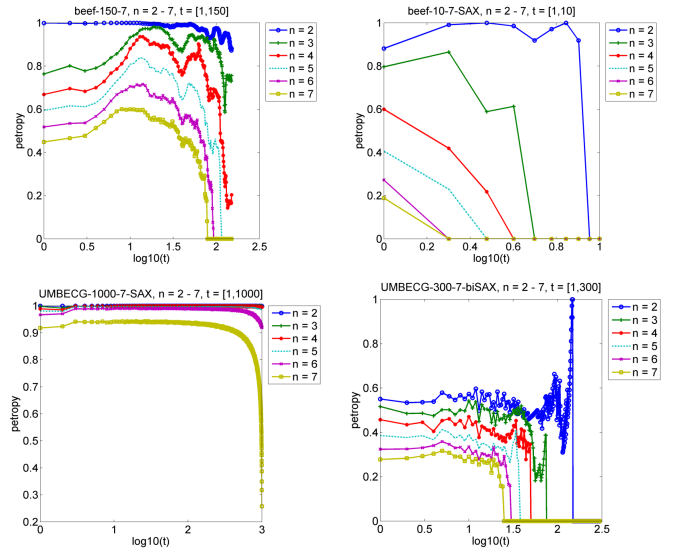 beef-150-7, n = 2 - 7, t = [1,150]
1
0.8
0.6
0.4
0.2
0
petropy
0 0.5 1 1.5 2 2.5
log10(t)
n = 2
n = 3
n = 4
n = 5
n = 6
n = 7
beef-10-7-SAX, n = 2 - 7, t = [1,10]
1
0.8
0.6
0.4
0.2
0
petropy
0 0.2 0.4 0.6 0.8 1
log10(t)
n = 2
n = 3
n = 4
n = 5
n = 6
n = 7
UMBECG-1000-7-SAX, n = 2 - 7, t = [1,1000]
1
0.9
0.8
0.7
0.6
0.5
0.4
0.3
0.2
petropy
0 1 2 3
log10(t)
n = 2
n = 3
n = 4
n = 5
n = 6
n = 7
UMBECG-300-7-biSAX, n = 2 - 7, t = [1,300]
1
0.8
0.6
0.4
0.2
0
petropy
0 0.5 1 1.5 2 2.5
log10(t)
n = 2
n = 3
n = 4
n = 5
n = 6
n = 7